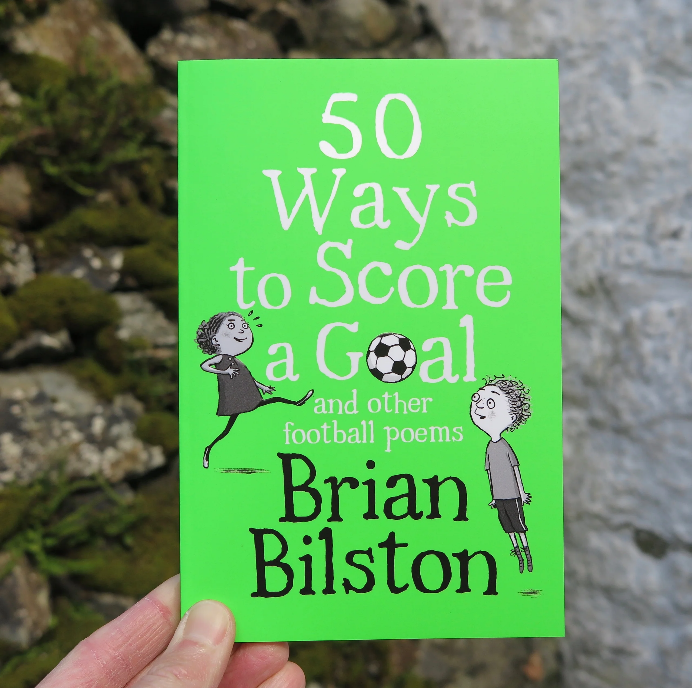 50
Ways
to Score
a Goal
and other
football poems
Brian
Bilston